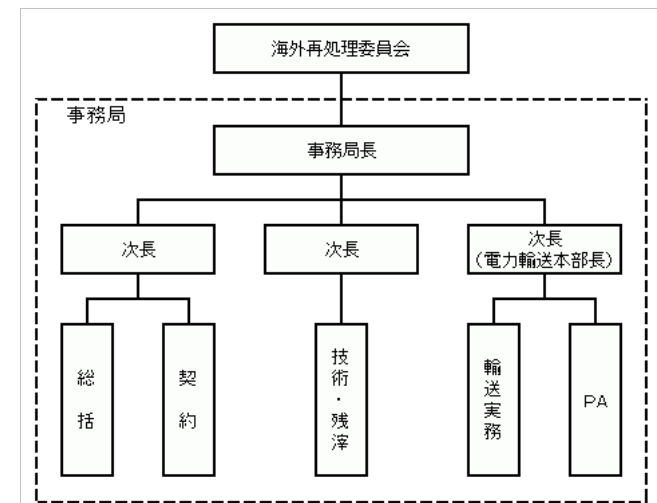 海外再処理委員会
事務局
事務局長
次長
次長
次長
(電力輸送本部長)
総括
契約
技術・残滓
輸送実務
PA